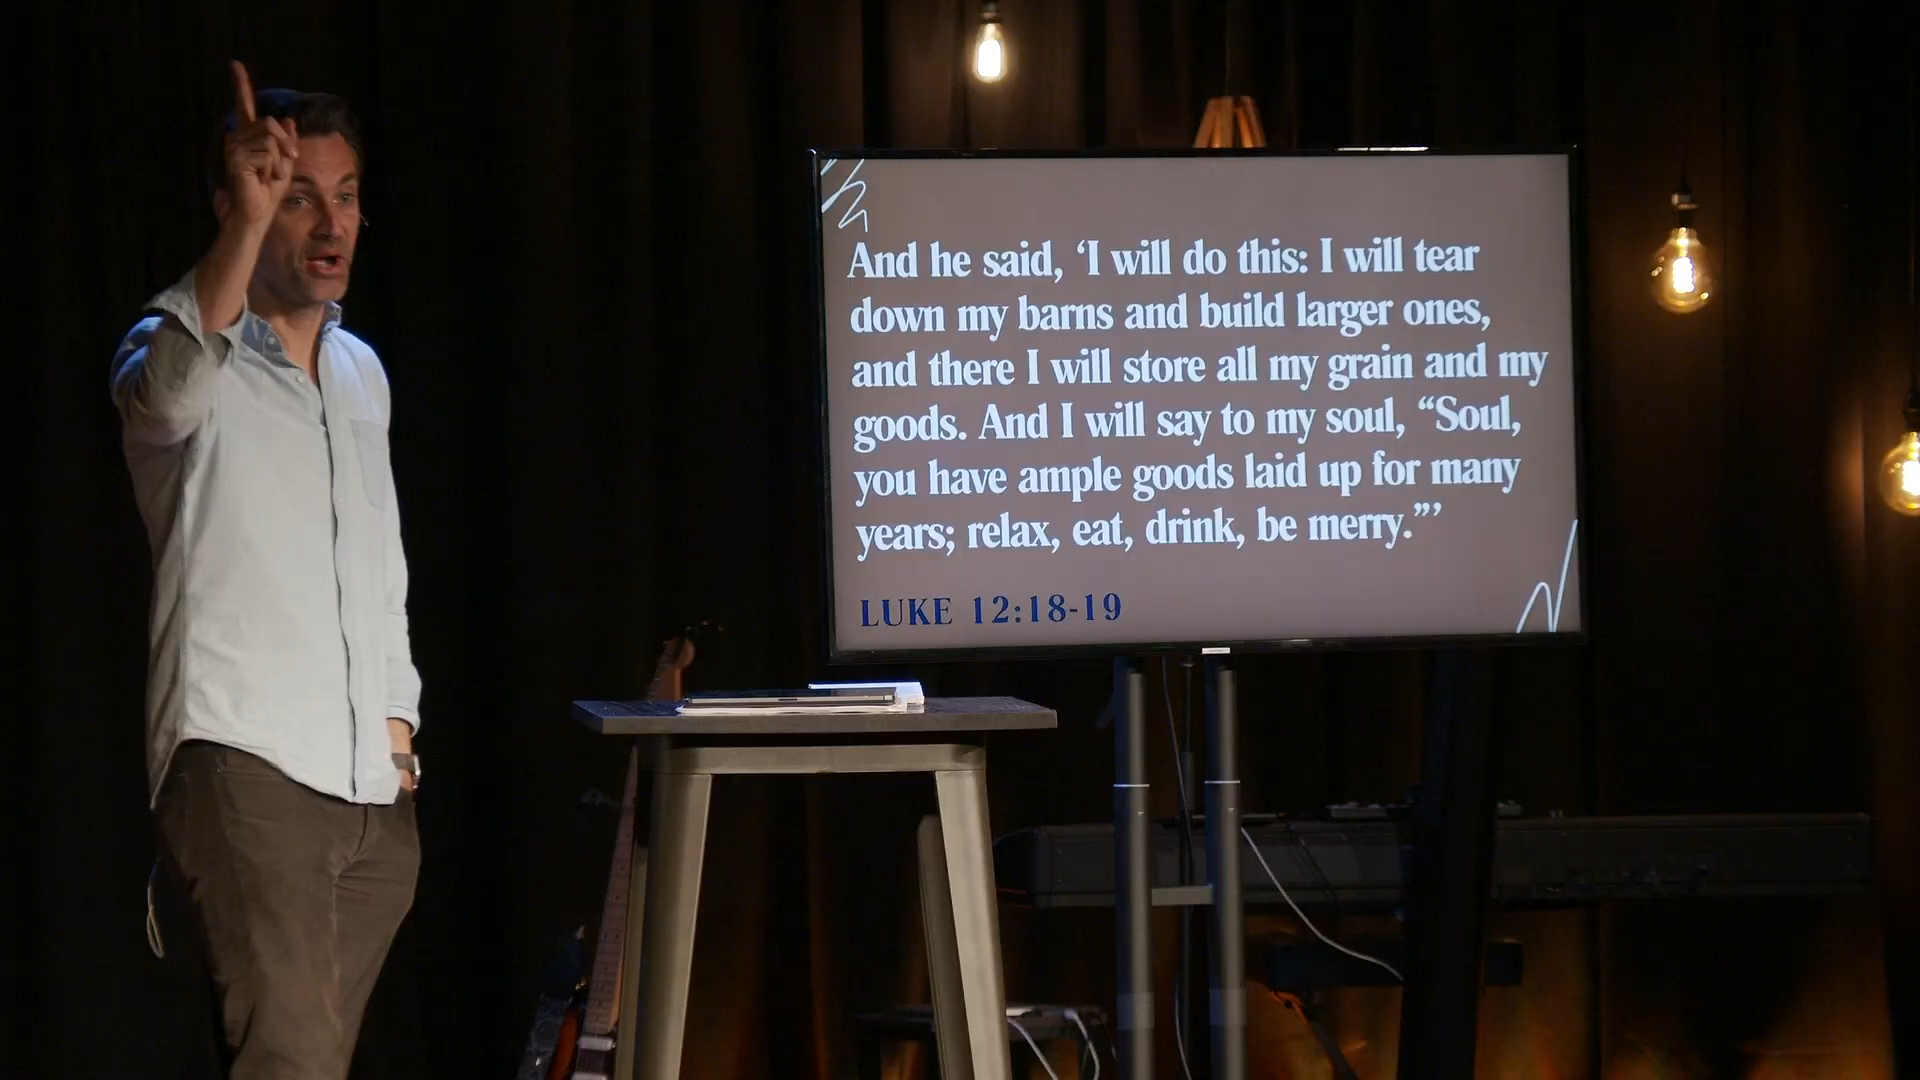 And he said, ‘I will do this: I will tear
down my barns and build larger ones,
and there I will store all my grain and my
goods. And I will say to my soul, “Soul,
you have ample goods laid up for many
years; relax, eat, drink, be merry.”’
LUKE 12:18-19